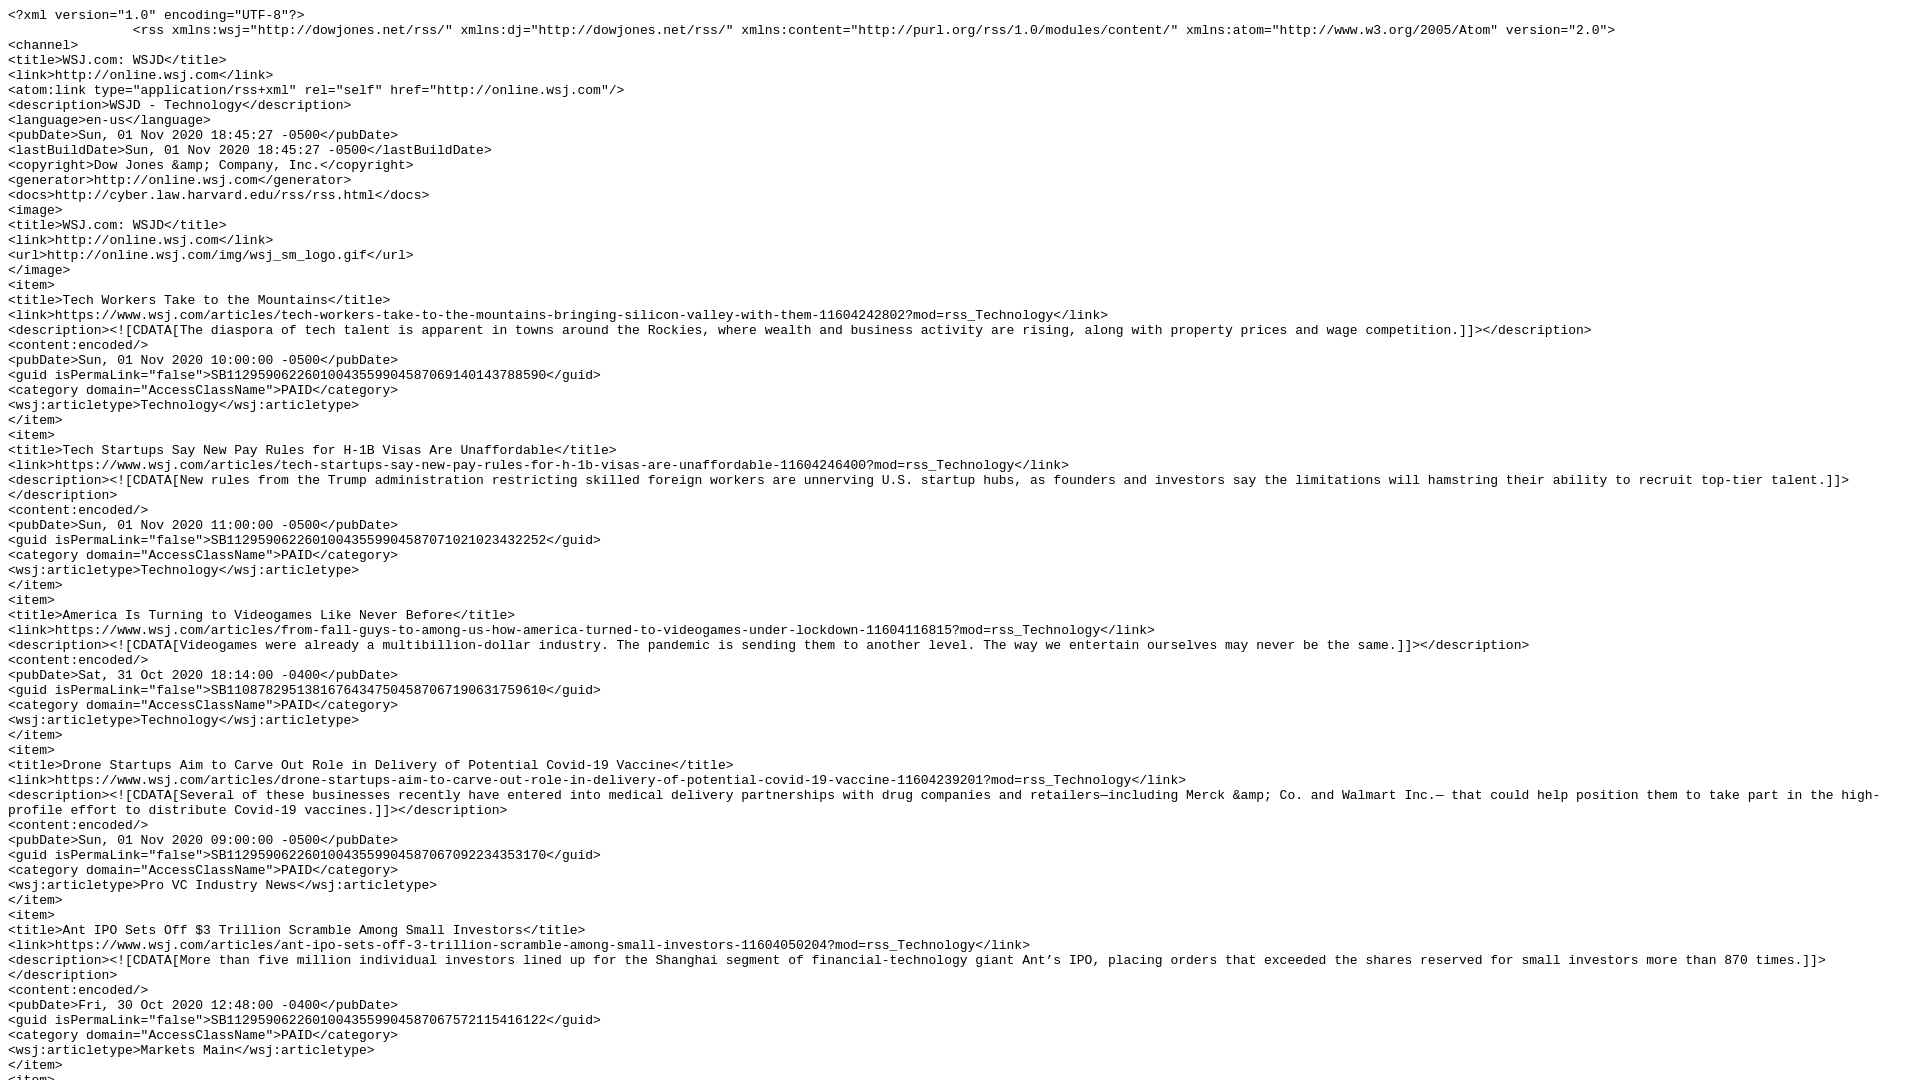 <?xml version="1.0" encoding="UTF-8"?>
<rss xmlns:wsj="http://dowjones.net/rss/" xmlns:dj="http://dowjones.net/rss/" xmlns:content="http://purl.org/rss/1.0/modules/content/" xmlns:atom="http://www.w3.org/2005/Atom" version="2.0">
<channel>
<title>WSJ.com: WSJD</title>
<link>http://online.wsj.com</link>
<atom:link type="application/rss+xml" rel="self" href="http://online.wsj.com"/>
<description>WSJD - Technology</description>
<language>en-us</language>
<pubDate>Sun, 01 Nov 2020 18:45:27 -0500</pubDate>
<lastBuildDate>Sun, 01 Nov 2020 18:45:27 -0500</lastBuildDate>
<copyright>Dow Jones &amp; Company, Inc.</copyright>
<generator>http://online.wsj.com</generator>
<docs>http://cyber.law.harvard.edu/rss/rss.html</docs>
<image>
<title>WSJ.com: WSJD</title>
<link>http://online.wsj.com</link>
<url>http://online.wsj.com/img/wsj_sm_logo.gif</url>
</image>
<item>
<title>Tech Workers Take to the Mountains</title>
<link>https://www.wsj.com/articles/tech-workers-take-to-the-mountains-bringing-silicon-valley-with-them-11604242802?mod=rss_Technology</link>
<description><![CDATA[The diaspora of tech talent is apparent in towns around the Rockies, where wealth and business activity are rising, along with property prices and wage competition.]]></description>
<content:encoded/>
<pubDate>Sun, 01 Nov 2020 10:00:00 -0500</pubDate>
<guid isPermaLink="false">SB11295906226010043559904587069140143788590</guid>
<category domain="AccessClassName">PAID</category>
<wsj:articletype>Technology</wsj:articletype>
</item>
<item>
<title>Tech Startups Say New Pay Rules for H-1B Visas Are Unaffordable</title>
<link>https://www.wsj.com/articles/tech-startups-say-new-pay-rules-for-h-1b-visas-are-unaffordable-11604246400?mod=rss_Technology</link>
<description><![CDATA[New rules from the Trump administration restricting skilled foreign workers are unnerving U.S. startup hubs, as founders and investors say the limitations will hamstring their ability to recruit top-tier talent.]]>
</description>
<content:encoded/>
<pubDate>Sun, 01 Nov 2020 11:00:00 -0500</pubDate>
<guid isPermaLink="false">SB11295906226010043559904587071021023432252</guid>
<category domain="AccessClassName">PAID</category>
<wsj:articletype>Technology</wsj:articletype>
</item>
<item>
<title>America Is Turning to Videogames Like Never Before</title>
<link>https://www.wsj.com/articles/from-fall-guys-to-among-us-how-america-turned-to-videogames-under-lockdown-11604116815?mod=rss_Technology</link>
<description><![CDATA[Videogames were already a multibillion-dollar industry. The pandemic is sending them to another level. The way we entertain ourselves may never be the same.]]></description>
<content:encoded/>
<pubDate>Sat, 31 Oct 2020 18:14:00 -0400</pubDate>
<guid isPermaLink="false">SB11087829513816764347504587067190631759610</guid>
<category domain="AccessClassName">PAID</category>
<wsj:articletype>Technology</wsj:articletype>
</item>
<item>
<title>Drone Startups Aim to Carve Out Role in Delivery of Potential Covid-19 Vaccine</title>
<link>https://www.wsj.com/articles/drone-startups-aim-to-carve-out-role-in-delivery-of-potential-covid-19-vaccine-11604239201?mod=rss_Technology</link>
<description><![CDATA[Several of these businesses recently have entered into medical delivery partnerships with drug companies and retailers—including Merck &amp; Co. and Walmart Inc.— that could help position them to take part in the high-
profile effort to distribute Covid-19 vaccines.]]></description>
<content:encoded/>
<pubDate>Sun, 01 Nov 2020 09:00:00 -0500</pubDate>
<guid isPermaLink="false">SB11295906226010043559904587067092234353170</guid>
<category domain="AccessClassName">PAID</category>
<wsj:articletype>Pro VC Industry News</wsj:articletype>
</item>
<item>
<title>Ant IPO Sets Off $3 Trillion Scramble Among Small Investors</title>
<link>https://www.wsj.com/articles/ant-ipo-sets-off-3-trillion-scramble-among-small-investors-11604050204?mod=rss_Technology</link>
<description><![CDATA[More than five million individual investors lined up for the Shanghai segment of financial-technology giant Ant’s IPO, placing orders that exceeded the shares reserved for small investors more than 870 times.]]>
</description>
<content:encoded/>
<pubDate>Fri, 30 Oct 2020 12:48:00 -0400</pubDate>
<guid isPermaLink="false">SB11295906226010043559904587067572115416122</guid>
<category domain="AccessClassName">PAID</category>
<wsj:articletype>Markets Main</wsj:articletype>
</item>
<item>